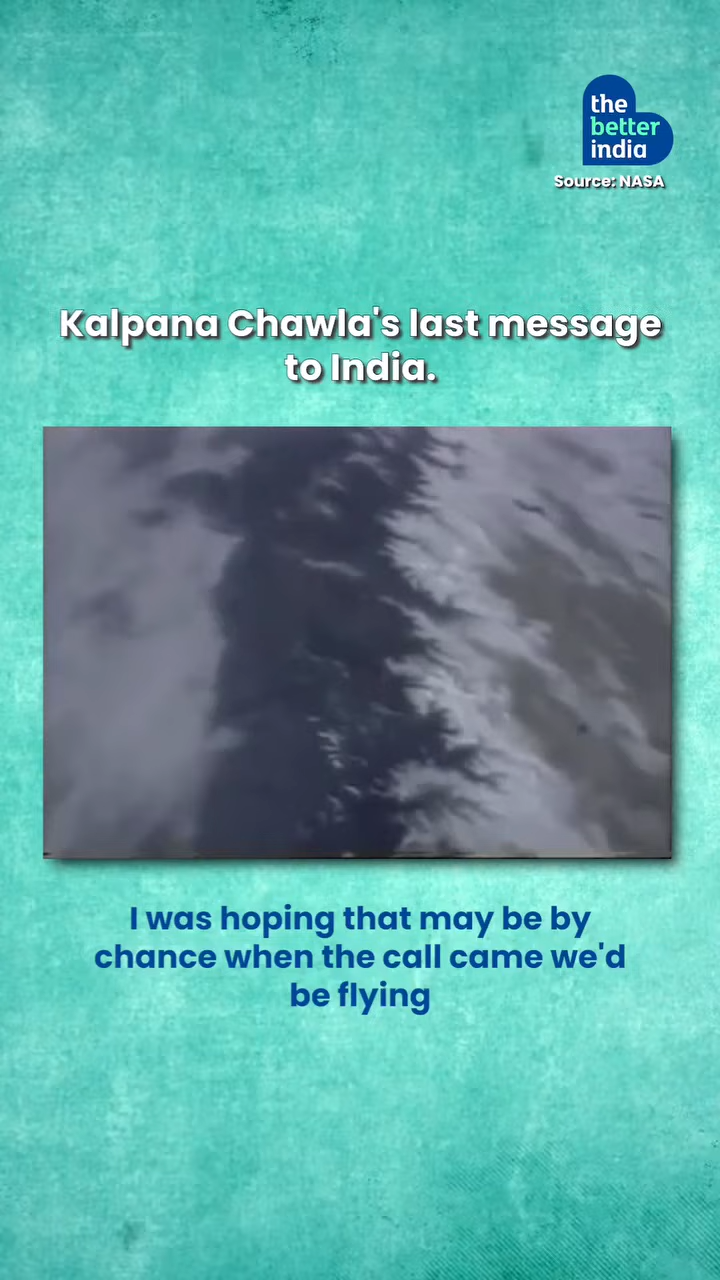 the
better
india
Source: NASA
Kalpana Chawla's last message
to India.
I was hoping that may be by
chance when the call came we'd
be flying